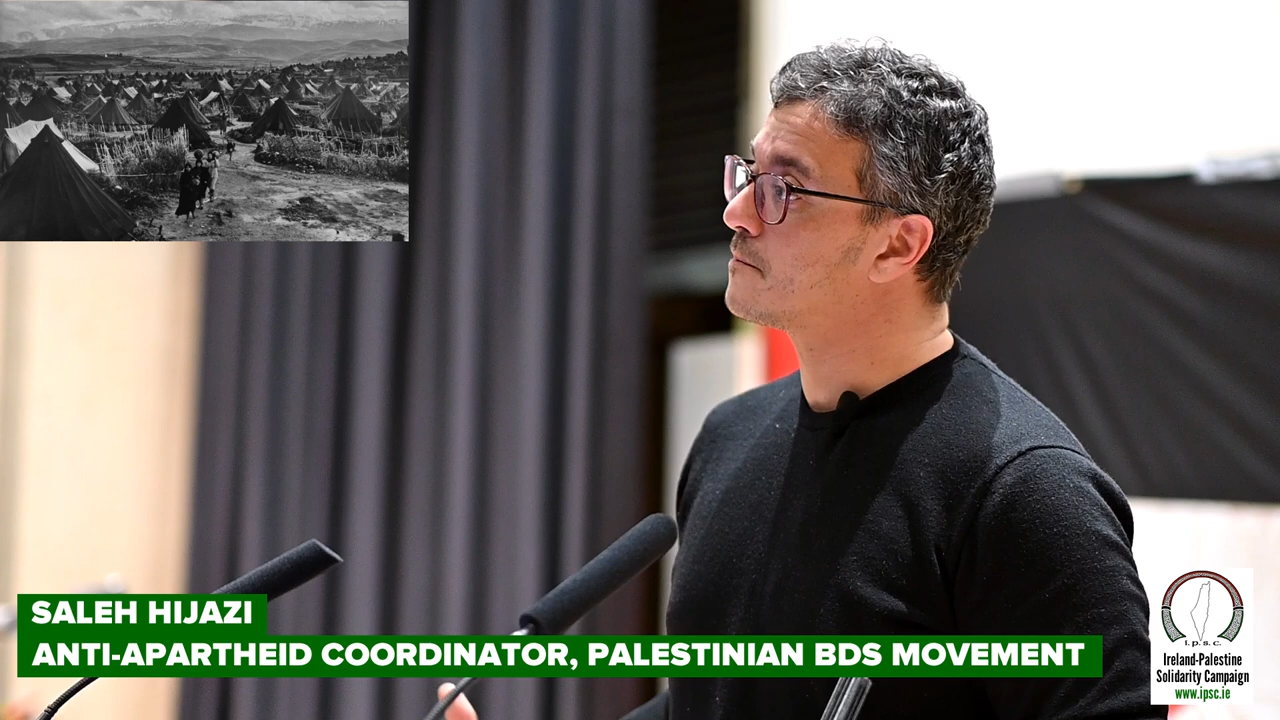 SALEH HIJAZI
ANTI-APARTHEID COORDINATOR, PALESTINIAN BDS MOVEMENT
i.p.s.c.
Ireland-Palestine
Solidarity Campaign
www.ipsc.ie